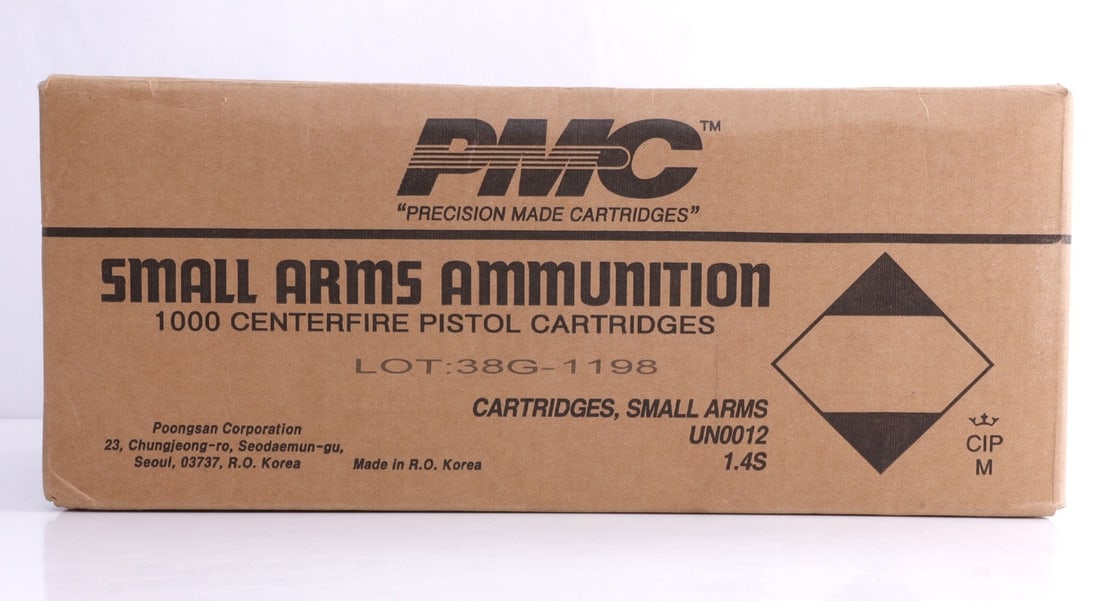 PMC™
“PRECISION MADE CARTRIDGES”
SMALL ARMS AMMUNITION
1000 CENTERFIRE PISTOL CARTRIDGES
LOT:38G-1198
CARTRIDGES, SMALL ARMS
UN0012
1.4S
Poongsan Corporation
23, Chungjeong-ro, Seodaemun-gu,
Seoul, 03737, R.O. Korea
Made in R.O. Korea
CIP
M